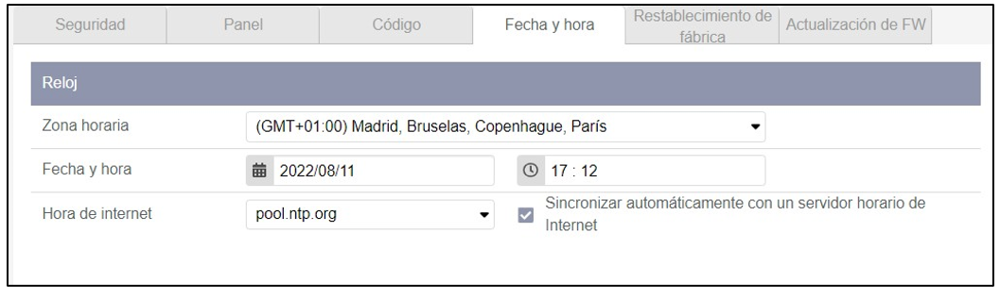 Seguridad
Panel
Código
Fecha y hora
Restablecimiento de
fábrica
Actualización de FW
Reloj
Zona horaria
(GMT+01:00) Madrid, Bruselas, Copenhague, París
Fecha y hora
2022/08/11
17 : 12
Hora de internet
pool.ntp.org
Sincronizar automáticamente con un servidor horario de
Internet